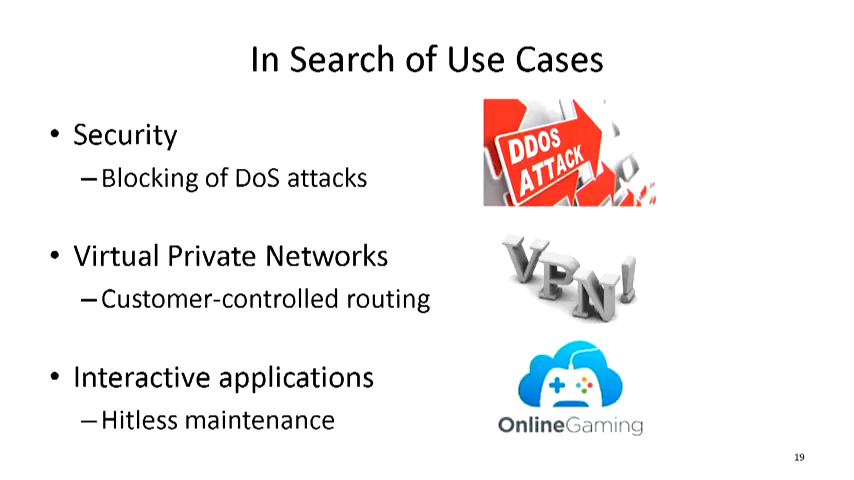 In Search of Use Cases
• Security
–Blocking of DoS attacks
DDOS
ATTACK
• Virtual Private Networks
–Customer-controlled routing
VPN!
• Interactive applications
–Hitless maintenance
OnlineGaming
19